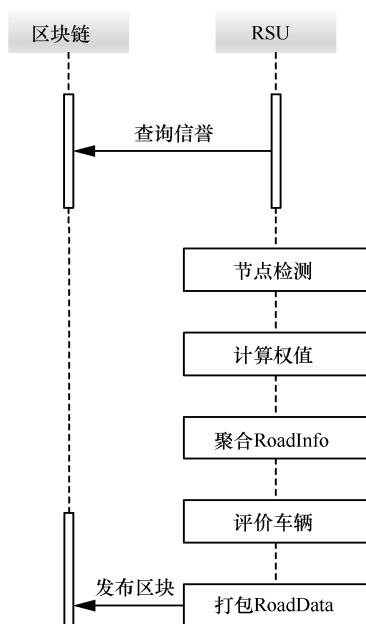 区块链
RSU
查询信誉
节点检测
计算权值
聚合RoadInfo
评价车辆
发布区块
打包RoadData